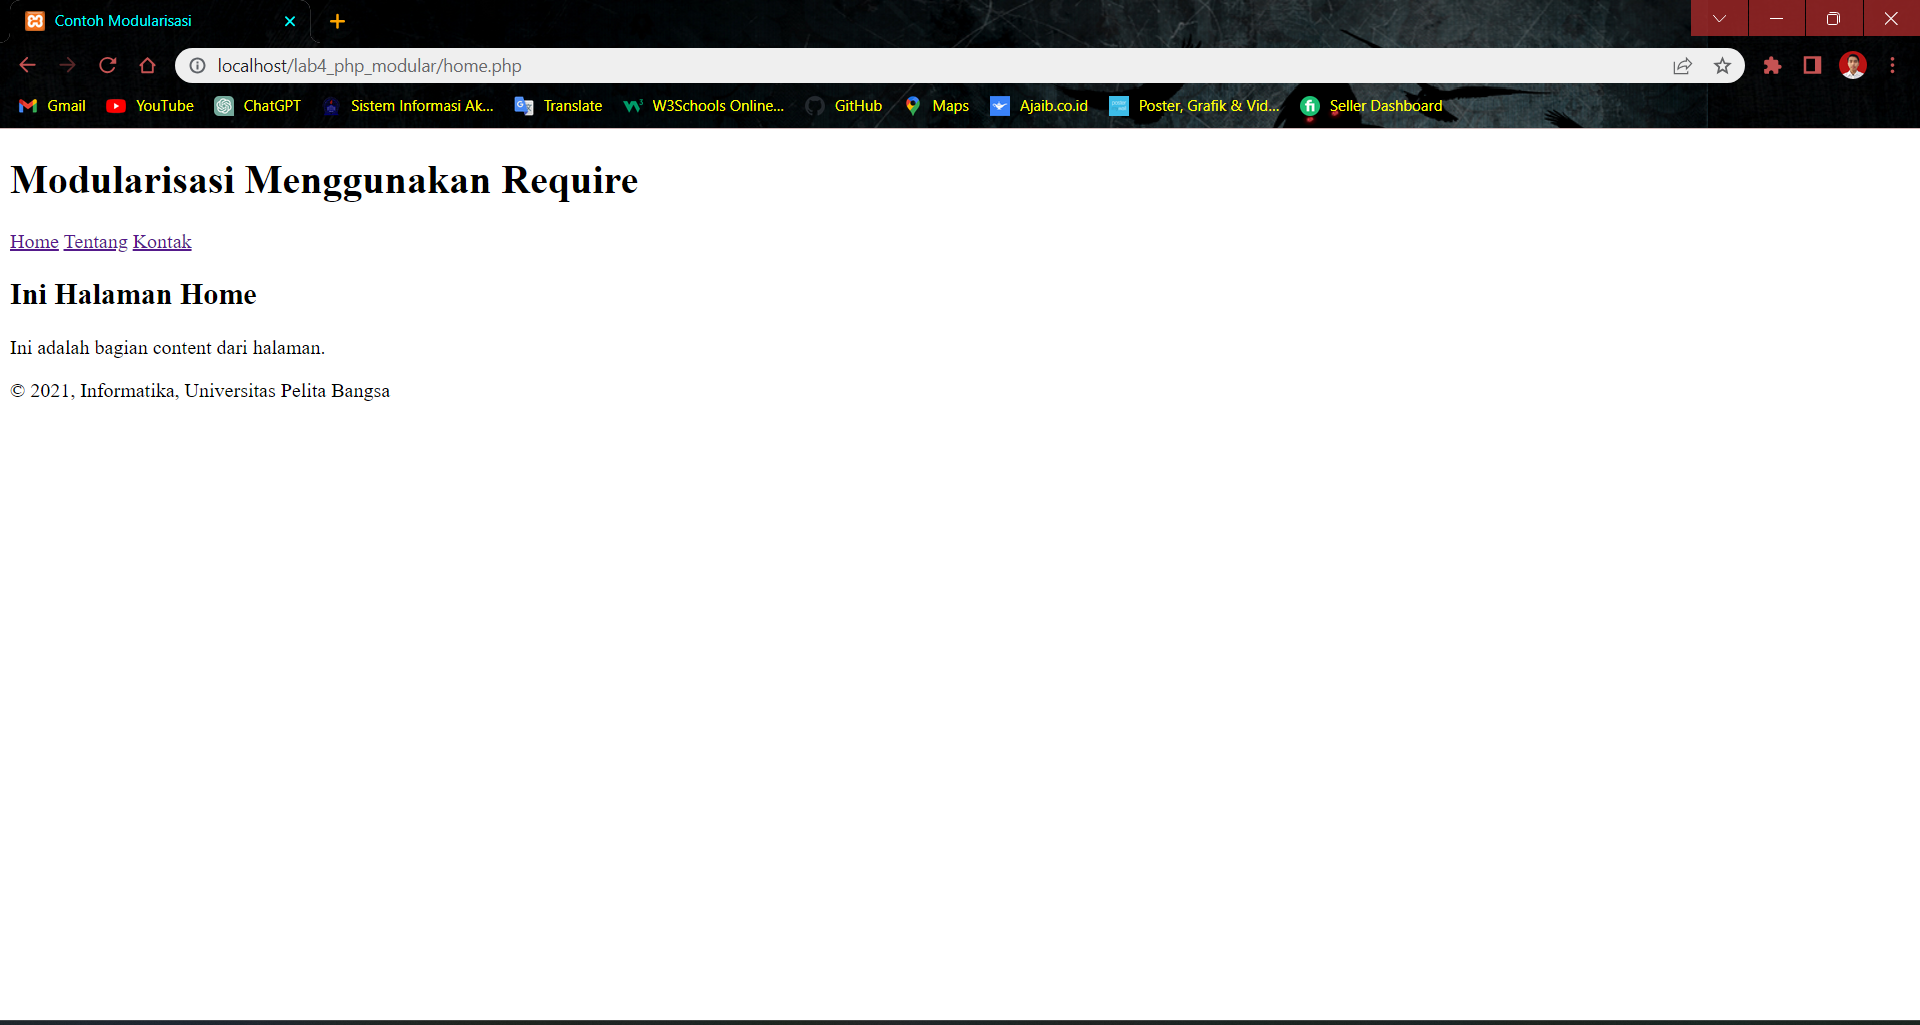 Contoh Modularisasi
localhost/lab4_php_modular/home.php
Gmail YouTube ChatGPT Sistem Informasi Ak... Translate W3Schools Online... GitHub Maps Ajaib.co.id Poster, Grafik & Vid... Seller Dashboard
Modularisasi Menggunakan Require
Home Tentang Kontak
Ini Halaman Home
Ini adalah bagian content dari halaman.
© 2021, Informatika, Universitas Pelita Bangsa